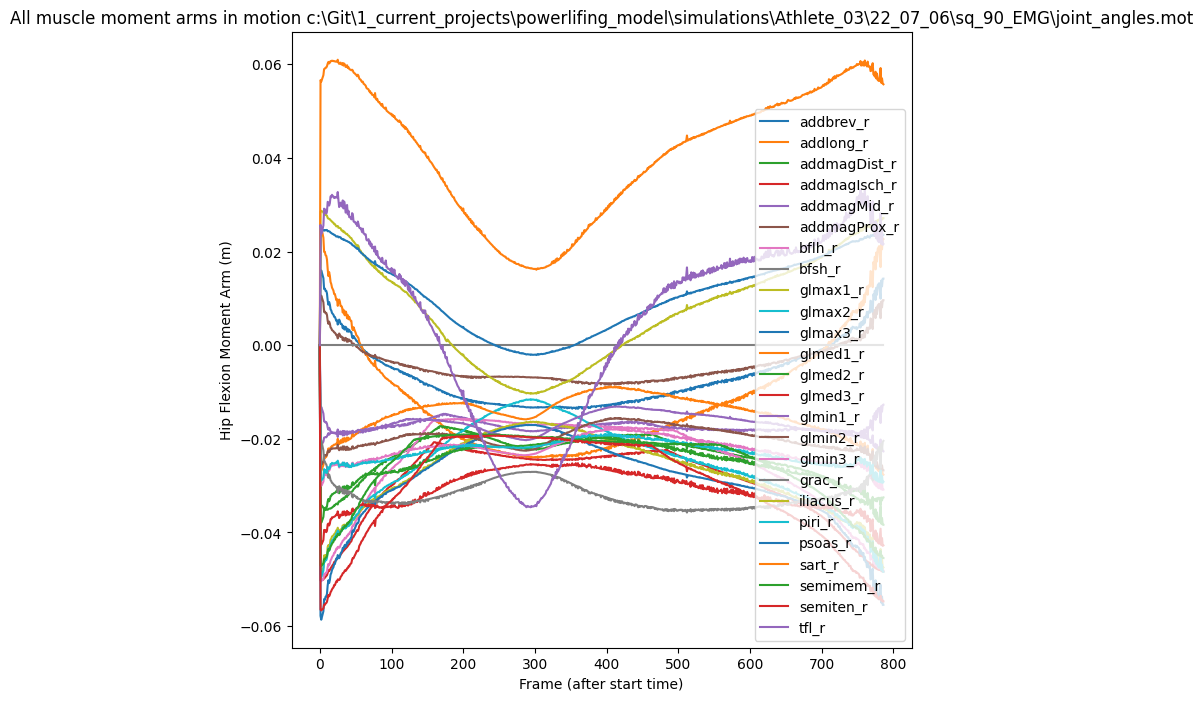 All muscle moment arms in motion c:\Git\1_current_projects\powerlifing_model\simulations\Athlete_03\22_07_06\sq_90_EMG\joint_angles.mot
Hip Flexion Moment Arm (m)
0.06
0.04
0.02
0.00
−0.02
−0.04
−0.06
addbrev_r
addlong_r
addmagDist_r
addmagIsch_r
addmagMid_r
addmagProx_r
bflh_r
bfsh_r
glmax1_r
glmax2_r
glmax3_r
glmed1_r
glmed2_r
glmed3_r
glmin1_r
glmin2_r
glmin3_r
grac_r
iliacus_r
piri_r
psoas_r
sart_r
semimem_r
semiten_r
tfl_r
0 100 200 300 400 500 600 700 800
Frame (after start time)